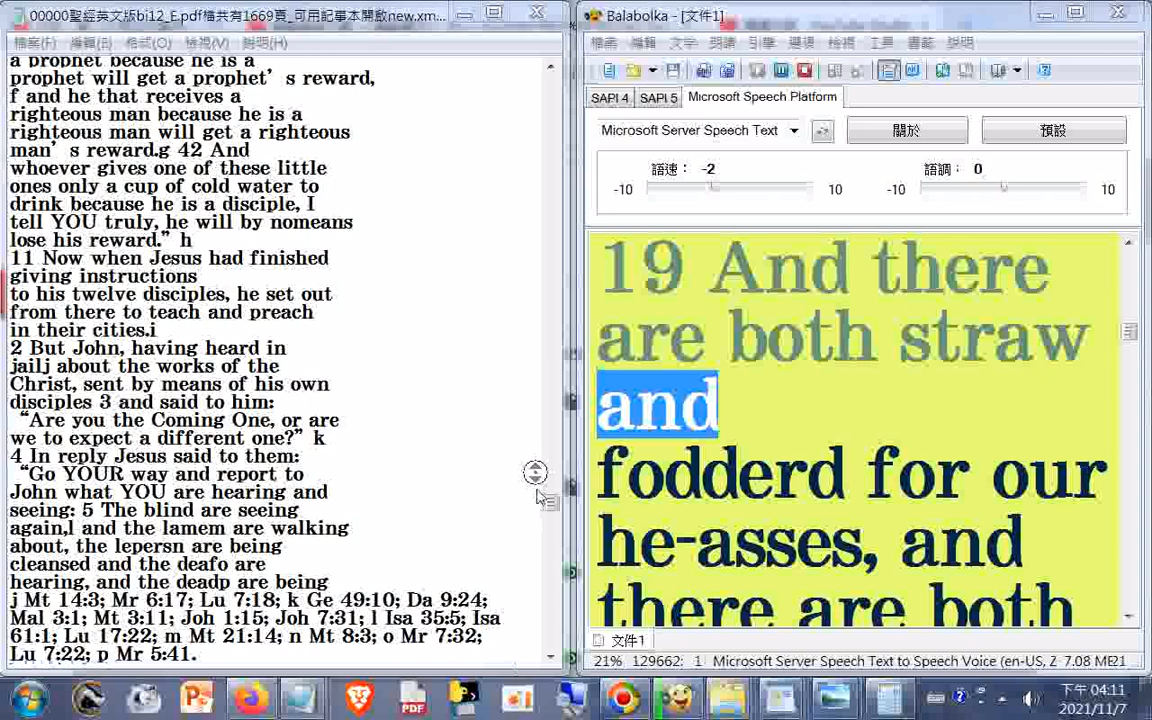 00000聖經英文版bi12_E.pdf檔共有1669頁_可用記事本開啟new.xm...
檔案(F) 編輯(E) 格式(O) 檢視(V) 說明(H)
a prophet because he is a
prophet will get a prophet’s reward,
f and he that receives a
righteous man because he is a
righteous man will get a righteous
man’s reward.g 42 And
whoever gives one of these little
ones only a cup of cold water to
drink because he is a disciple, I
tell YOU truly, he will by nomeans
lose his reward.” h
11 Now when Jesus had finished
giving instructions
to his twelve disciples, he set out
from there to teach and preach
in their cities.i
2 But John, having heard in
jailj about the works of the
Christ, sent by means of his own
disciples 3 and said to him:
“Are you the Coming One, or are
we to expect a different one?” k
4 In reply Jesus said to them:
“Go YOUR way and report to
John what YOU are hearing and
seeing: 5 The blind are seeing
again,l and the lamem are walking
about, the lepersn are being
cleansed and the deafo are
hearing, and the deadp are being
j Mt 14:3; Mr 6:17; Lu 7:18; k Ge 49:10; Da 9:24;
Mal 3:1; Mt 3:11; Joh 1:15; Joh 7:31; l Isa 35:5; Isa
61:1; Lu 17:22; m Mt 21:14; n Mt 8:3; o Mr 7:32;
Lu 7:22; p Mr 5:41.
Balabolka - [文件1]
檔案 編輯 文字 朗讀 引擎 選項 檢視 工具 書籤 說明
SAPI 4 SAPI 5 Microsoft Speech Platform
Microsoft Server Speech Text 關於 預設
語速： -2 語調： 0
-10 10 -10 10
19 And there
are both straw
and
fodderd for our
he-asses, and
there are both
文件1
21% 129662: 1 Microsoft Server Speech Text to Speech Voice (en-US, Z 7.08 ME21
PDF
下午 04:11
2021/11/7